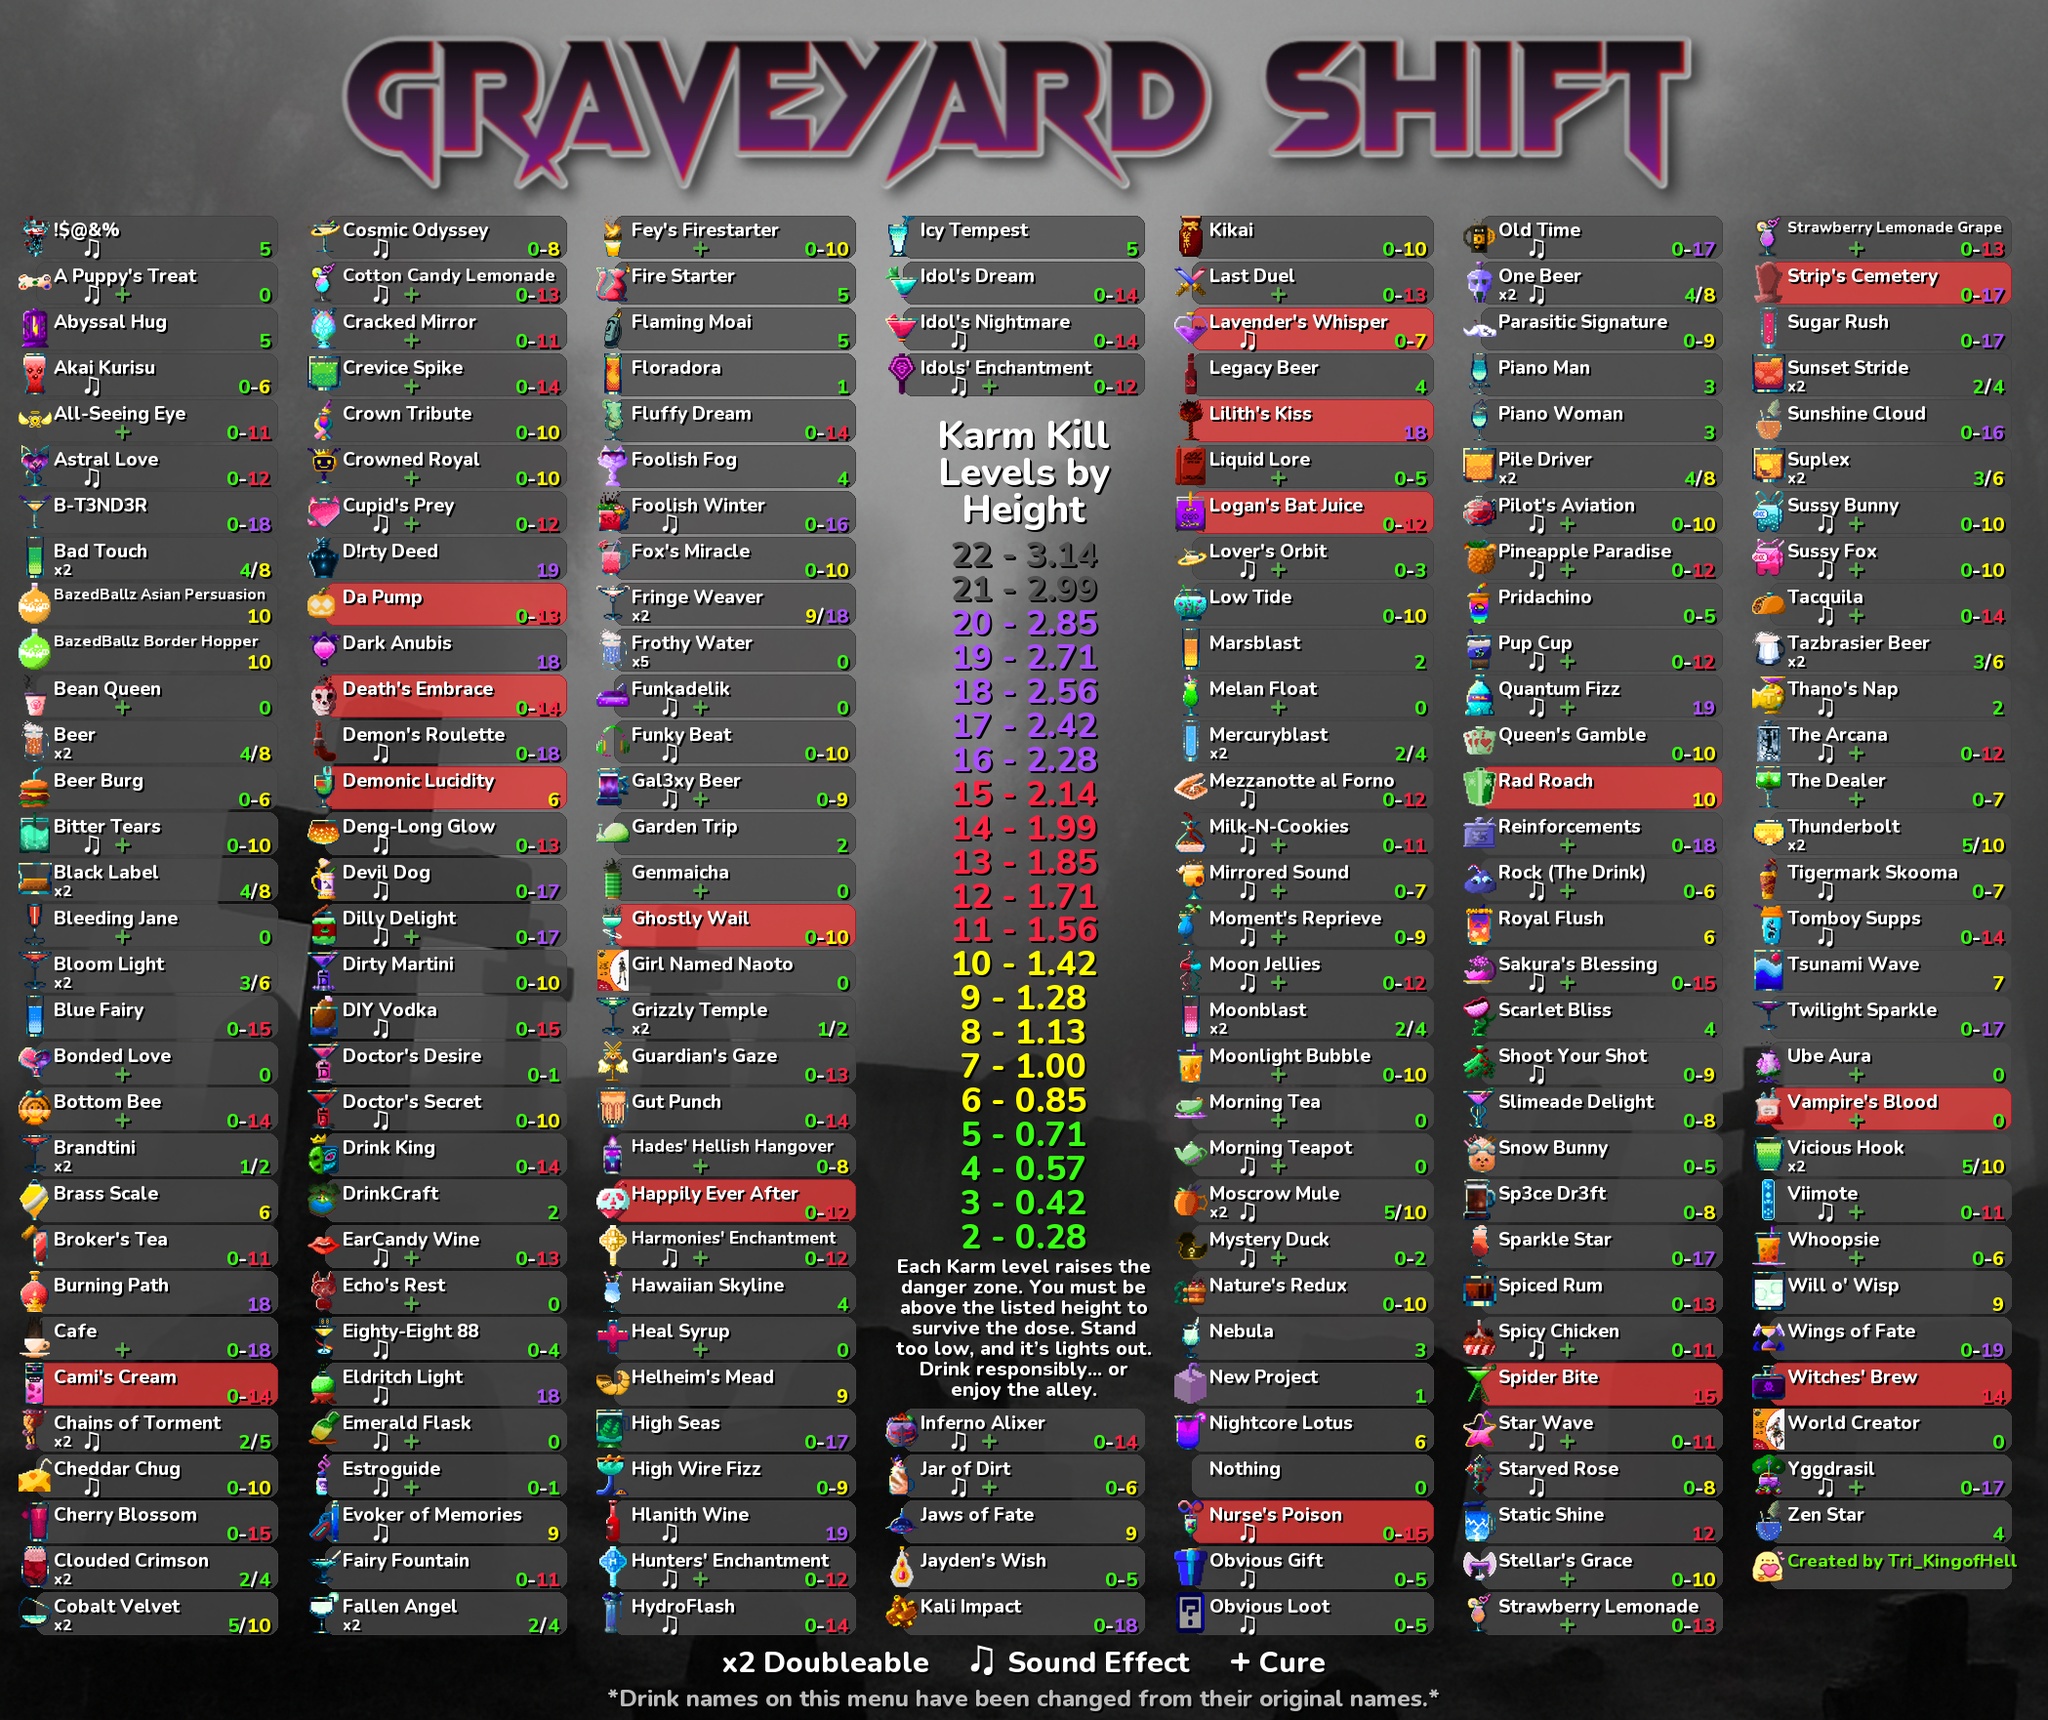 GRAVEYARD SHIFT
!$@&%
♫ 5
A Puppy's Treat
♫ + 0
Abyssal Hug
5
Akai Kurisu
♫ 0-6
All-Seeing Eye
+ 0-11
Astral Love
♫ 0-12
B-T3ND3R
0-18
Bad Touch
x2 4/8
BazedBallz Asian Persuasion
10
BazedBallz Border Hopper
10
Bean Queen
+ 0
Beer
x2 4/8
Beer Burg
0-6
Bitter Tears
♫ + 0-10
Black Label
x2 4/8
Bleeding Jane
+ 0
Bloom Light
x2 3/6
Blue Fairy
0-15
Bonded Love
+ 0
Bottom Bee
+ 0-14
Brandtini
x2 1/2
Brass Scale
6
Broker's Tea
0-11
Burning Path
18
Cafe
+ 0-18
Cami's Cream
0-14
Chains of Torment
x2 ♫ 2/5
Cheddar Chug
♫ 0-10
Cherry Blossom
0-15
Clouded Crimson
x2 2/4
Cobalt Velvet
x2 5/10
Cosmic Odyssey
♫ 0-8
Cotton Candy Lemonade
♫ + 0-13
Cracked Mirror
+ 0-11
Crevice Spike
+ 0-14
Crown Tribute
0-10
Crowned Royal
+ 0-10
Cupid's Prey
♫ + 0-12
D!rty Deed
19
Da Pump
0-13
Dark Anubis
18
Death's Embrace
0-14
Demon's Roulette
♫ 0-18
Demonic Lucidity
6
Deng-Long Glow
♫ 0-13
Devil Dog
♫ 0-17
Dilly Delight
♫ + 0-17
Dirty Martini
0-10
DIY Vodka
♫ 0-15
Doctor's Desire
0-1
Doctor's Secret
0-10
Drink King
0-14
DrinkCraft
2
EarCandy Wine
♫ + 0-13
Echo's Rest
+ 0
Eighty-Eight 88
♫ 0-4
Eldritch Light
♫ 18
Emerald Flask
♫ + 0
Estroguide
♫ + 0-1
Evoker of Memories
♫ 9
Fairy Fountain
0-11
Fallen Angel
x2 2/4
Fey's Firestarter
+ 0-10
Fire Starter
5
Flaming Moai
5
Floradora
1
Fluffy Dream
0-14
Foolish Fog
4
Foolish Winter
♫ 0-16
Fox's Miracle
0-10
Fringe Weaver
x2 9/18
Frothy Water
x5 0
Funkadelik
♫ + 0
Funky Beat
♫ 0-10
Gal3xy Beer
♫ + 0-9
Garden Trip
2
Genmaicha
+ 0
Ghostly Wail
0-10
Girl Named Naoto
0
Grizzly Temple
x2 1/2
Guardian's Gaze
0-13
Gut Punch
0-14
Hades' Hellish Hangover
+ 0-8
Happily Ever After
0-12
Harmonies' Enchantment
♫ + 0-12
Hawaiian Skyline
4
Heal Syrup
+ 0
Helheim's Mead
9
High Seas
0-17
High Wire Fizz
0-9
Hlanith Wine
♫ 19
Hunters' Enchantment
♫ + 0-12
HydroFlash
♫ 0-14
Icy Tempest
5
Idol's Dream
0-14
Idol's Nightmare
♫ 0-14
Idols' Enchantment
♫ + 0-12
Karm Kill
Levels by
Height
22 - 3.14
21 - 2.99
20 - 2.85
19 - 2.71
18 - 2.56
17 - 2.42
16 - 2.28
15 - 2.14
14 - 1.99
13 - 1.85
12 - 1.71
11 - 1.56
10 - 1.42
9 - 1.28
8 - 1.13
7 - 1.00
6 - 0.85
5 - 0.71
4 - 0.57
3 - 0.42
2 - 0.28
Each Karm level raises the
danger zone. You must be
above the listed height to
survive the dose. Stand
too low, and it's lights out.
Drink responsibly... or
enjoy the alley.
Inferno Alixer
♫ + 0-14
Jar of Dirt
♫ + 0-6
Jaws of Fate
9
Jayden's Wish
0-5
Kali Impact
0-18
Kikai
0-10
Last Duel
+ 0-13
Lavender's Whisper
♫ 0-7
Legacy Beer
4
Lilith's Kiss
18
Liquid Lore
+ 0-5
Logan's Bat Juice
0-12
Lover's Orbit
♫ + 0-3
Low Tide
0-10
Marsblast
2
Melan Float
+ 0
Mercuryblast
x2 2/4
Mezzanotte al Forno
♫ 0-12
Milk-N-Cookies
♫ + 0-11
Mirrored Sound
♫ + 0-7
Moment's Reprieve
♫ + 0-9
Moon Jellies
♫ + 0-12
Moonblast
x2 2/4
Moonlight Bubble
+ 0-10
Morning Tea
+ 0
Morning Teapot
♫ + 0
Moscrow Mule
x2 ♫ 5/10
Mystery Duck
♫ + 0-2
Nature's Redux
0-10
Nebula
3
New Project
1
Nightcore Lotus
6
Nothing
0
Nurse's Poison
♫ 0-15
Obvious Gift
♫ 0-5
Obvious Loot
♫ 0-5
Old Time
♫ 0-17
One Beer
x2 ♫ 4/8
Parasitic Signature
0-9
Piano Man
3
Piano Woman
3
Pile Driver
x2 4/8
Pilot's Aviation
♫ + 0-10
Pineapple Paradise
♫ + 0-12
Pridachino
0-5
Pup Cup
♫ + 0-12
Quantum Fizz
♫ + 19
Queen's Gamble
0-10
Rad Roach
10
Reinforcements
+ 0-18
Rock (The Drink)
♫ + 0-6
Royal Flush
6
Sakura's Blessing
♫ + 0-15
Scarlet Bliss
4
Shoot Your Shot
♫ 0-9
Slimeade Delight
0-8
Snow Bunny
0-5
Sp3ce Dr3ft
0-8
Sparkle Star
0-17
Spiced Rum
0-13
Spicy Chicken
♫ + 0-11
Spider Bite
15
Star Wave
♫ + 0-11
Starved Rose
♫ 0-8
Static Shine
12
Stellar's Grace
+ 0-10
Strawberry Lemonade
+ 0-13
Strawberry Lemonade Grape
+ 0-13
Strip's Cemetery
0-17
Sugar Rush
0-17
Sunset Stride
x2 2/4
Sunshine Cloud
0-16
Suplex
x2 3/6
Sussy Bunny
♫ + 0-10
Sussy Fox
♫ + 0-10
Tacquila
♫ + 0-14
Tazbrasier Beer
x2 3/6
Thano's Nap
♫ 2
The Arcana
♫ + 0-12
The Dealer
+ 0-7
Thunderbolt
x2 5/10
Tigermark Skooma
♫ 0-7
Tomboy Supps
♫ 0-14
Tsunami Wave
7
Twilight Sparkle
0-17
Ube Aura
+ 0
Vampire's Blood
+ 0
Vicious Hook
x2 5/10
Viimote
♫ + 0-11
Whoopsie
+ 0-6
Will o' Wisp
9
Wings of Fate
0-19
Witches' Brew
14
World Creator
0
Yggdrasil
♫ + 0-17
Zen Star
4
Created by Tri_KingofHell
x2 Doubleable ♫ Sound Effect + Cure
*Drink names on this menu have been changed from their original names.*